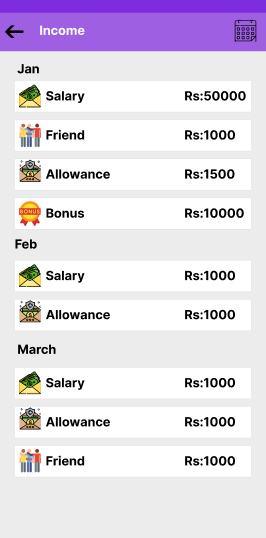 Income
Jan
Salary Rs:50000
Friend Rs:1000
Allowance Rs:1500
BONUS Bonus Rs:10000
Feb
Salary Rs:1000
Allowance Rs:1000
March
Salary Rs:1000
Allowance Rs:1000
Friend Rs:1000